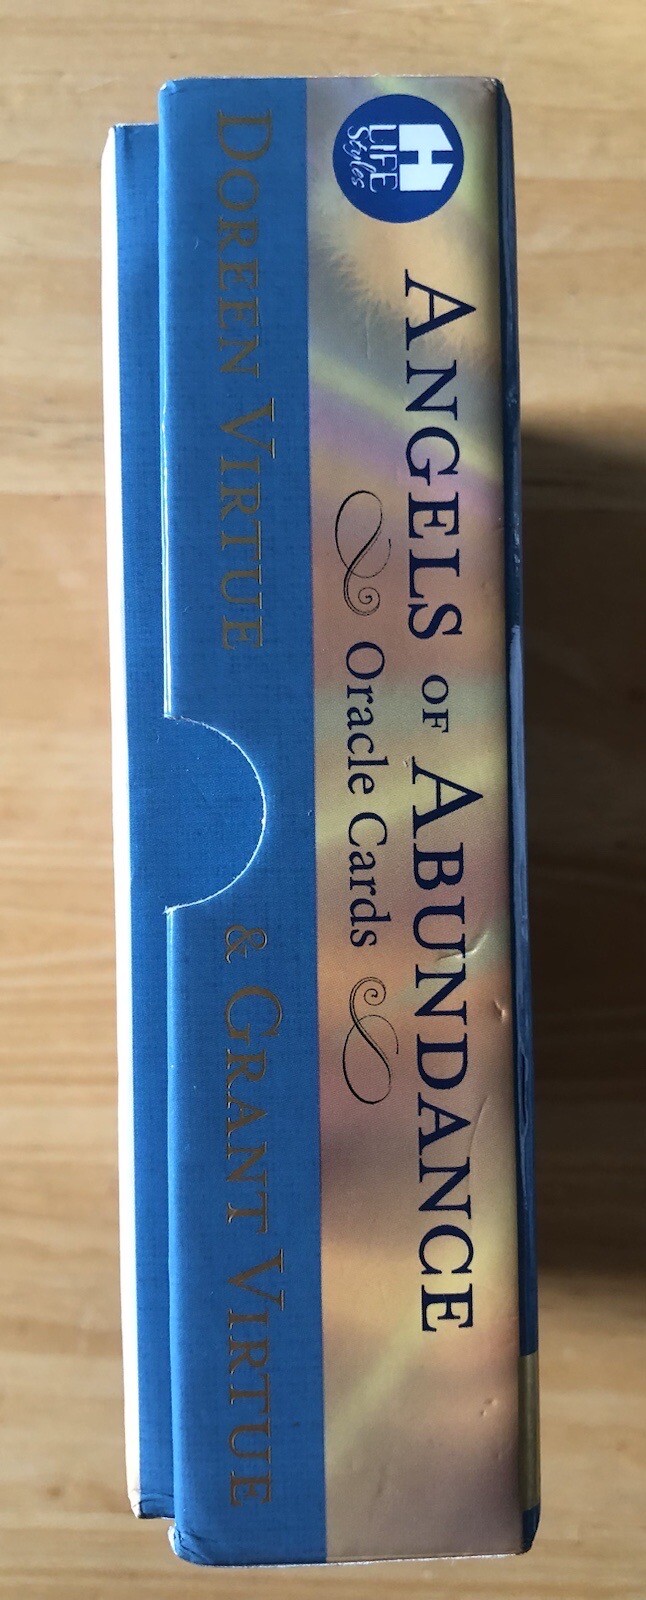 H
LIFE
Styles
ANGELS OF ABUNDANCE
Oracle Cards
DOREEN VIRTUE & GRANT VIRTUE